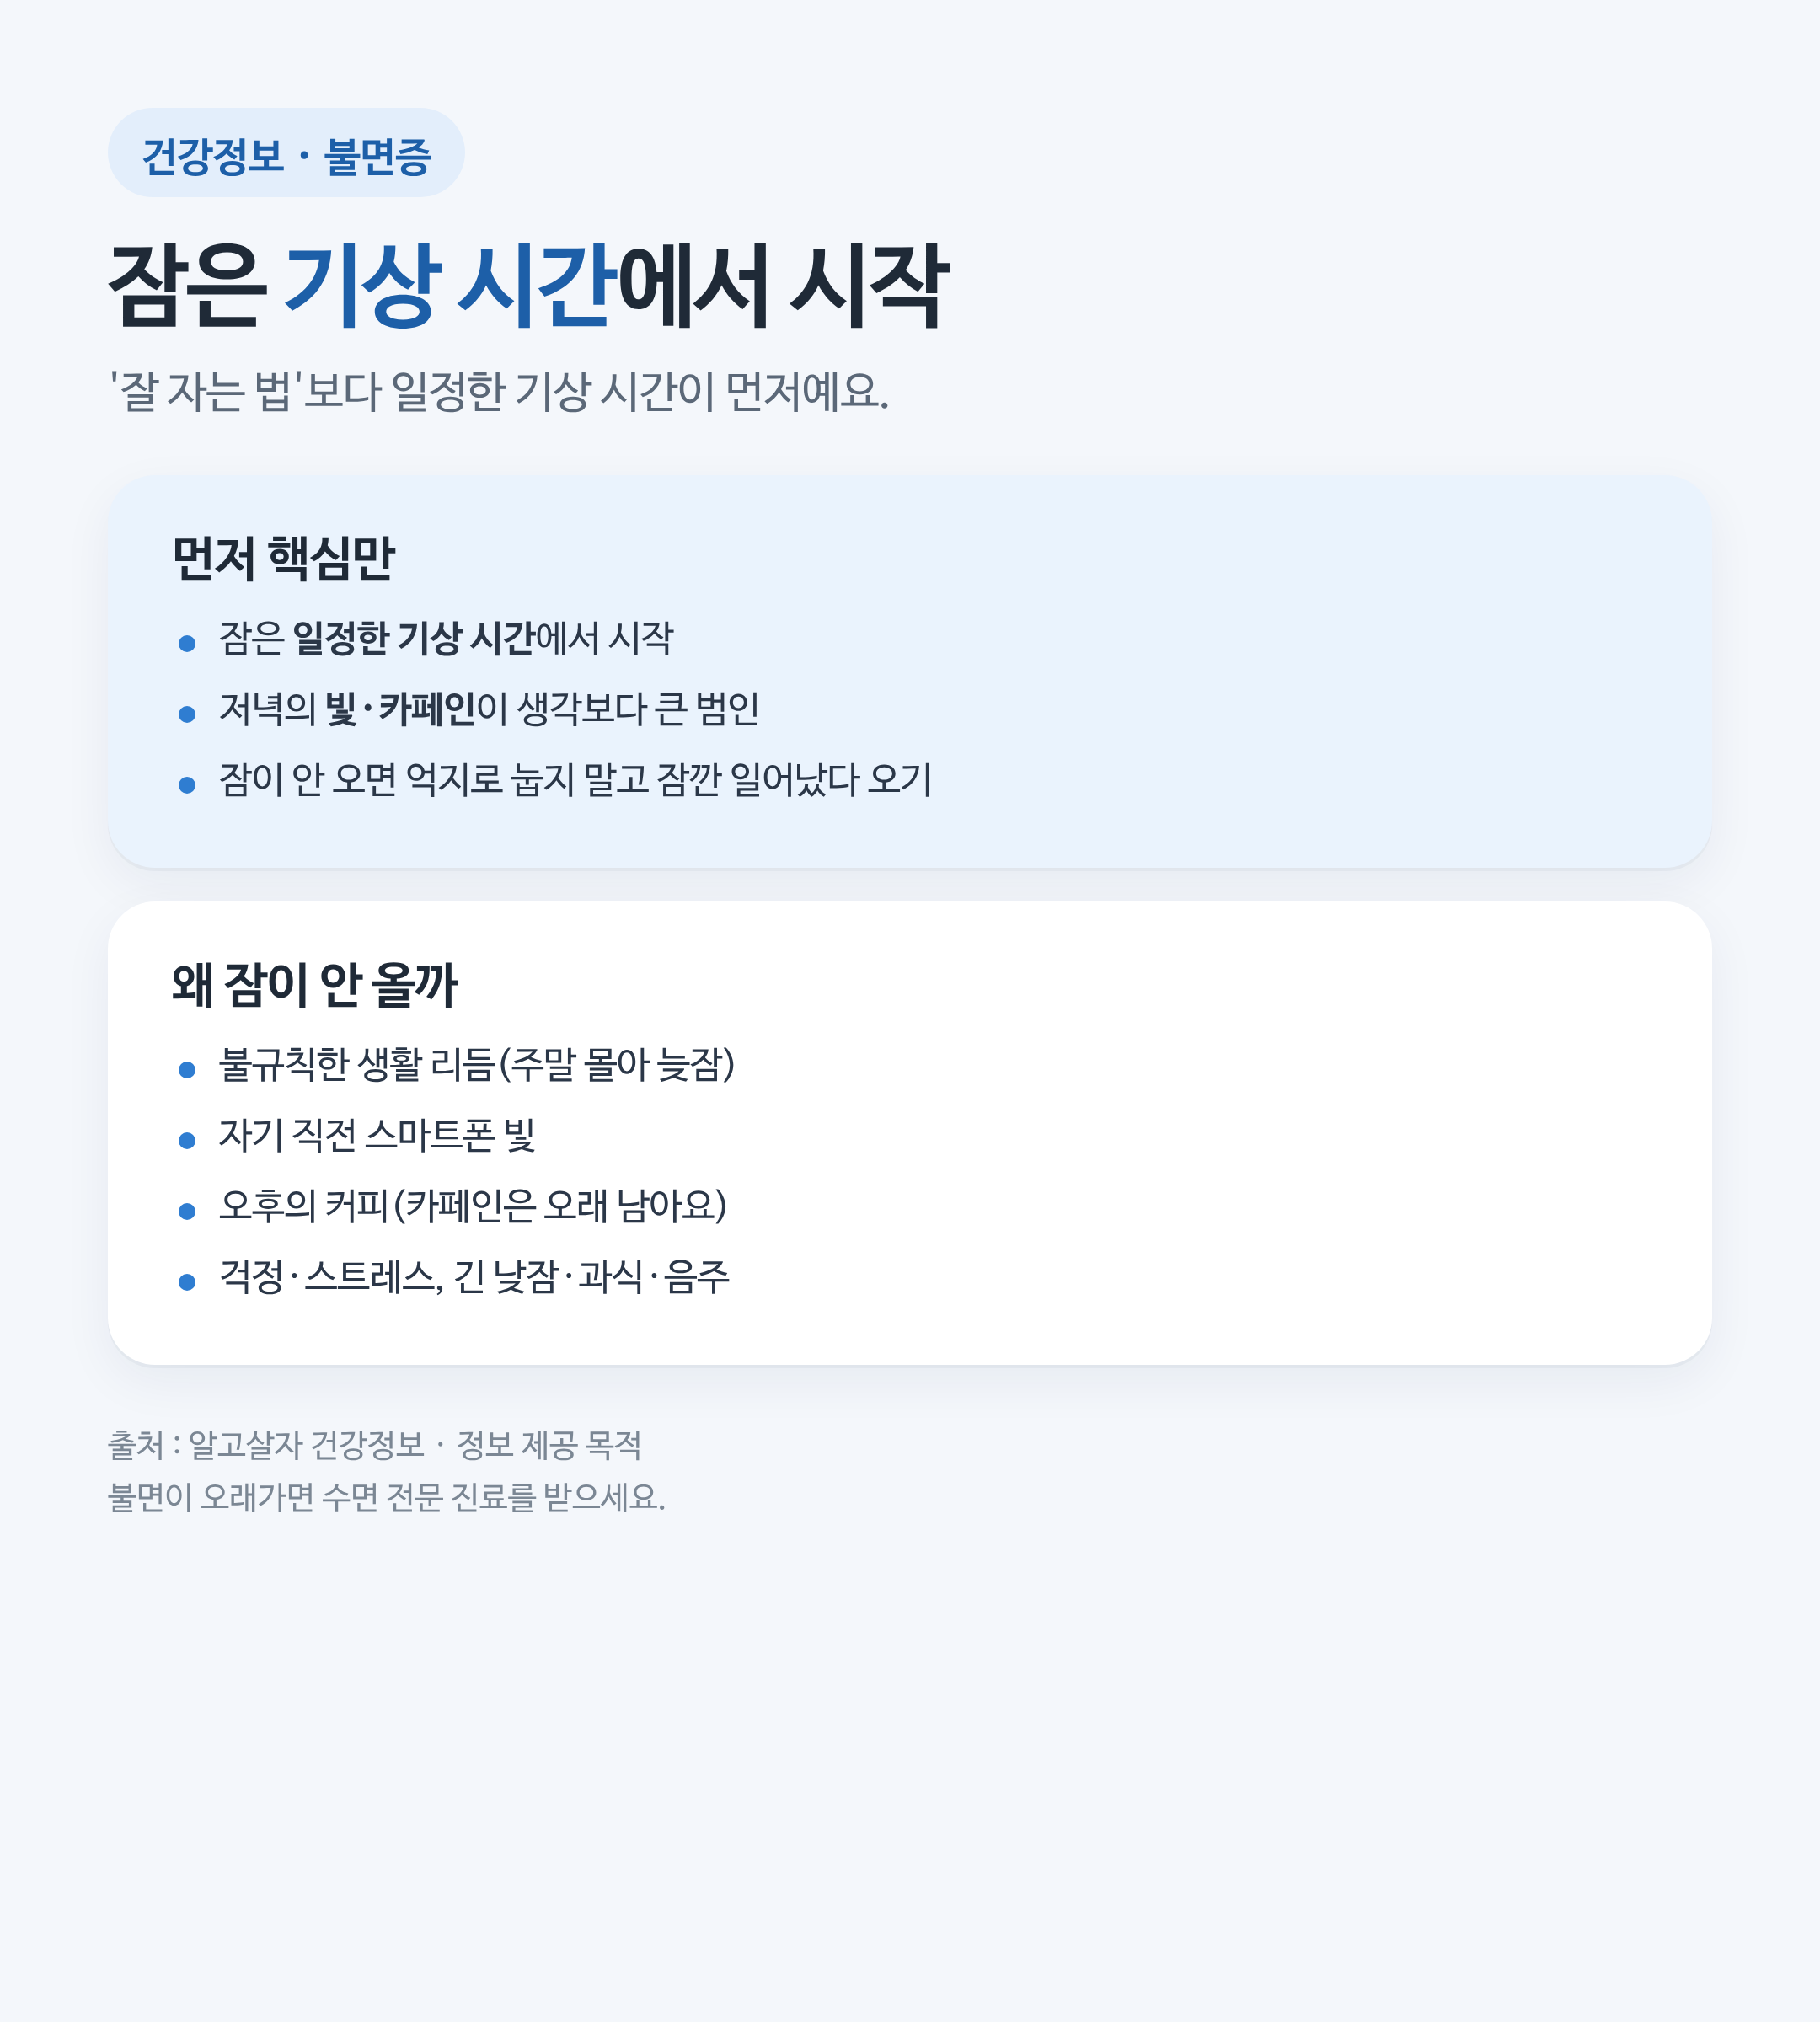 건강정보 · 불면증
잠은 기상 시간에서 시작
'잘 자는 법'보다 일정한 기상 시간이 먼저예요.
먼저 핵심만
잠은 일정한 기상 시간에서 시작
저녁의 빛·카페인이 생각보다 큰 범인
잠이 안 오면 억지로 눕지 말고 잠깐 일어났다 오기
왜 잠이 안 올까
불규칙한 생활 리듬(주말 몰아 늦잠)
자기 직전 스마트폰 빛
오후의 커피(카페인은 오래 남아요)
걱정·스트레스, 긴 낮잠·과식·음주
출처 : 알고살자 건강정보 · 정보 제공 목적
불면이 오래가면 수면 전문 진료를 받으세요.